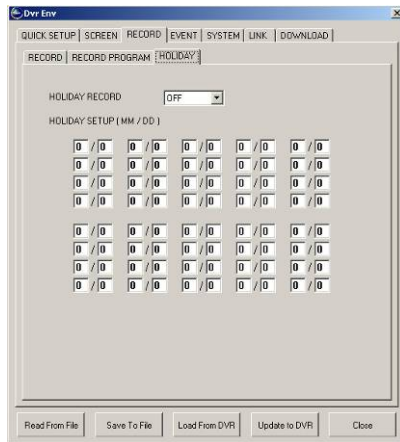 Dvr Env
QUICK SETUP SCREEN RECORD EVENT SYSTEM LINK DOWNLOAD
RECORD RECORD PROGRAM HOLIDAY
HOLIDAY RECORD OFF
HOLIDAY SETUP ( MM / DD )
0 / 0 0 / 0 0 / 0 0 / 0 0 / 0
0 / 0 0 / 0 0 / 0 0 / 0 0 / 0
0 / 0 0 / 0 0 / 0 0 / 0 0 / 0
0 / 0 0 / 0 0 / 0 0 / 0 0 / 0
0 / 0 0 / 0 0 / 0 0 / 0 0 / 0
0 / 0 0 / 0 0 / 0 0 / 0 0 / 0
0 / 0 0 / 0 0 / 0 0 / 0 0 / 0
0 / 0 0 / 0 0 / 0 0 / 0 0 / 0
Read From File Save To File Load From DVR Update to DVR Close